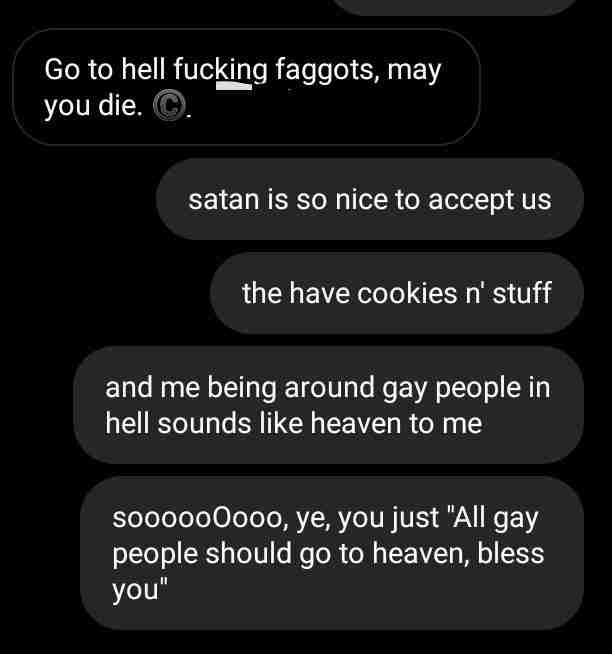 Go to hell fucking faggots, may
you die. ©.
satan is so nice to accept us
the have cookies n' stuff
and me being around gay people in
hell sounds like heaven to me
soooooOooo, ye, you just "All gay
people should go to heaven, bless
you"